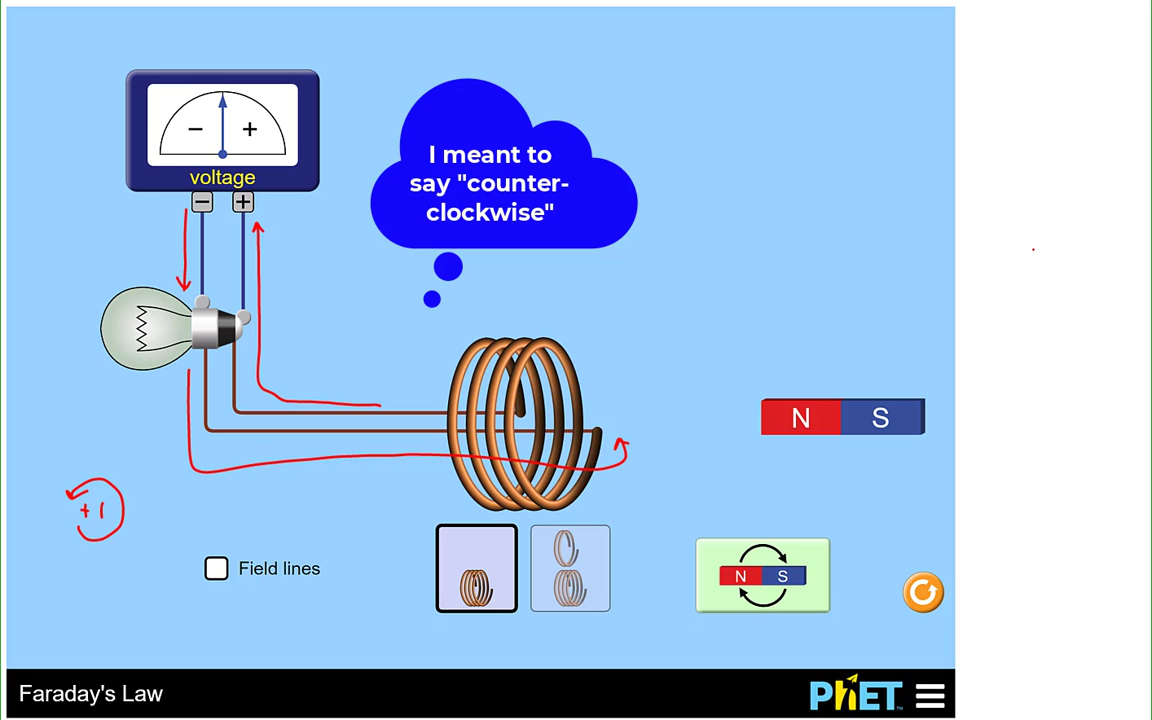 − +
voltage
− +
I meant to
say "counter-
clockwise"
N S
+1
Field lines
N S
Faraday's Law
PhET